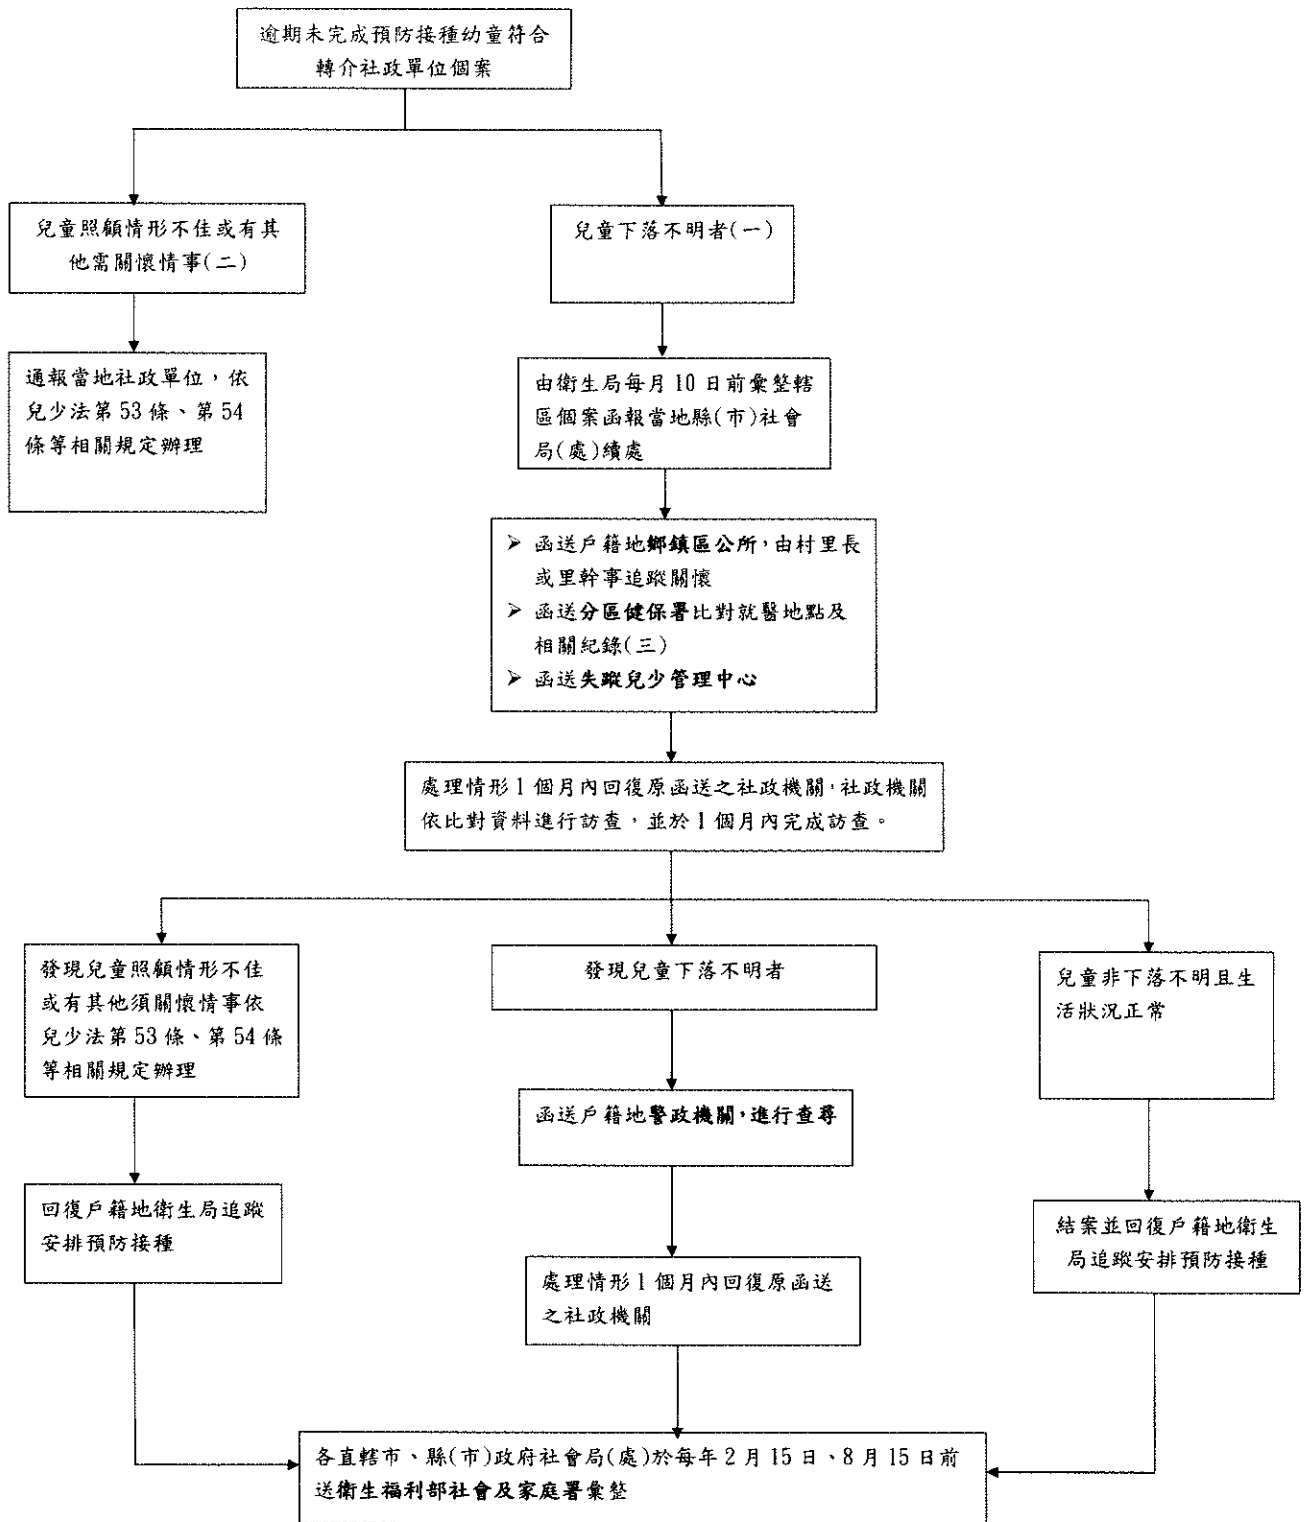 逾期未完成預防接種幼童符合
轉介社政單位個案
兒童照顧情形不佳或有其
他需關懷情事(二)
兒童下落不明者(一)
通報當地社政單位，依
兒少法第 53 條、第 54
條等相關規定辦理
由衛生局每月 10 日前彙整轄
區個案函報當地縣(市)社會
局(處)續處
➢ 函送戶籍地鄉鎮區公所，由村里長
或里幹事追蹤關懷
➢ 函送分區健保署比對就醫地點及
相關紀錄(三)
➢ 函送失蹤兒少管理中心
處理情形 1 個月內回復原函送之社政機關，社政機關
依比對資料進行訪查，並於 1 個月內完成訪查。
發現兒童照顧情形不佳
或有其他須關懷情事依
兒少法第 53 條、第 54 條
等相關規定辦理
發現兒童下落不明者
兒童非下落不明且生
活狀況正常
函送戶籍地警政機關，進行查尋
回復戶籍地衛生局追蹤
安排預防接種
結案並回復戶籍地衛生
局追蹤安排預防接種
處理情形 1 個月內回復原函送
之社政機關
各直轄市、縣(市)政府社會局(處)於每年 2 月 15 日、8 月 15 日前
送衛生福利部社會及家庭署彙整